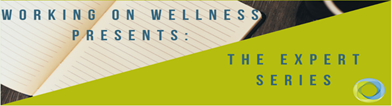 WORKING ON WELLNESS
PRESENTS:
THE EXPERT
SERIES